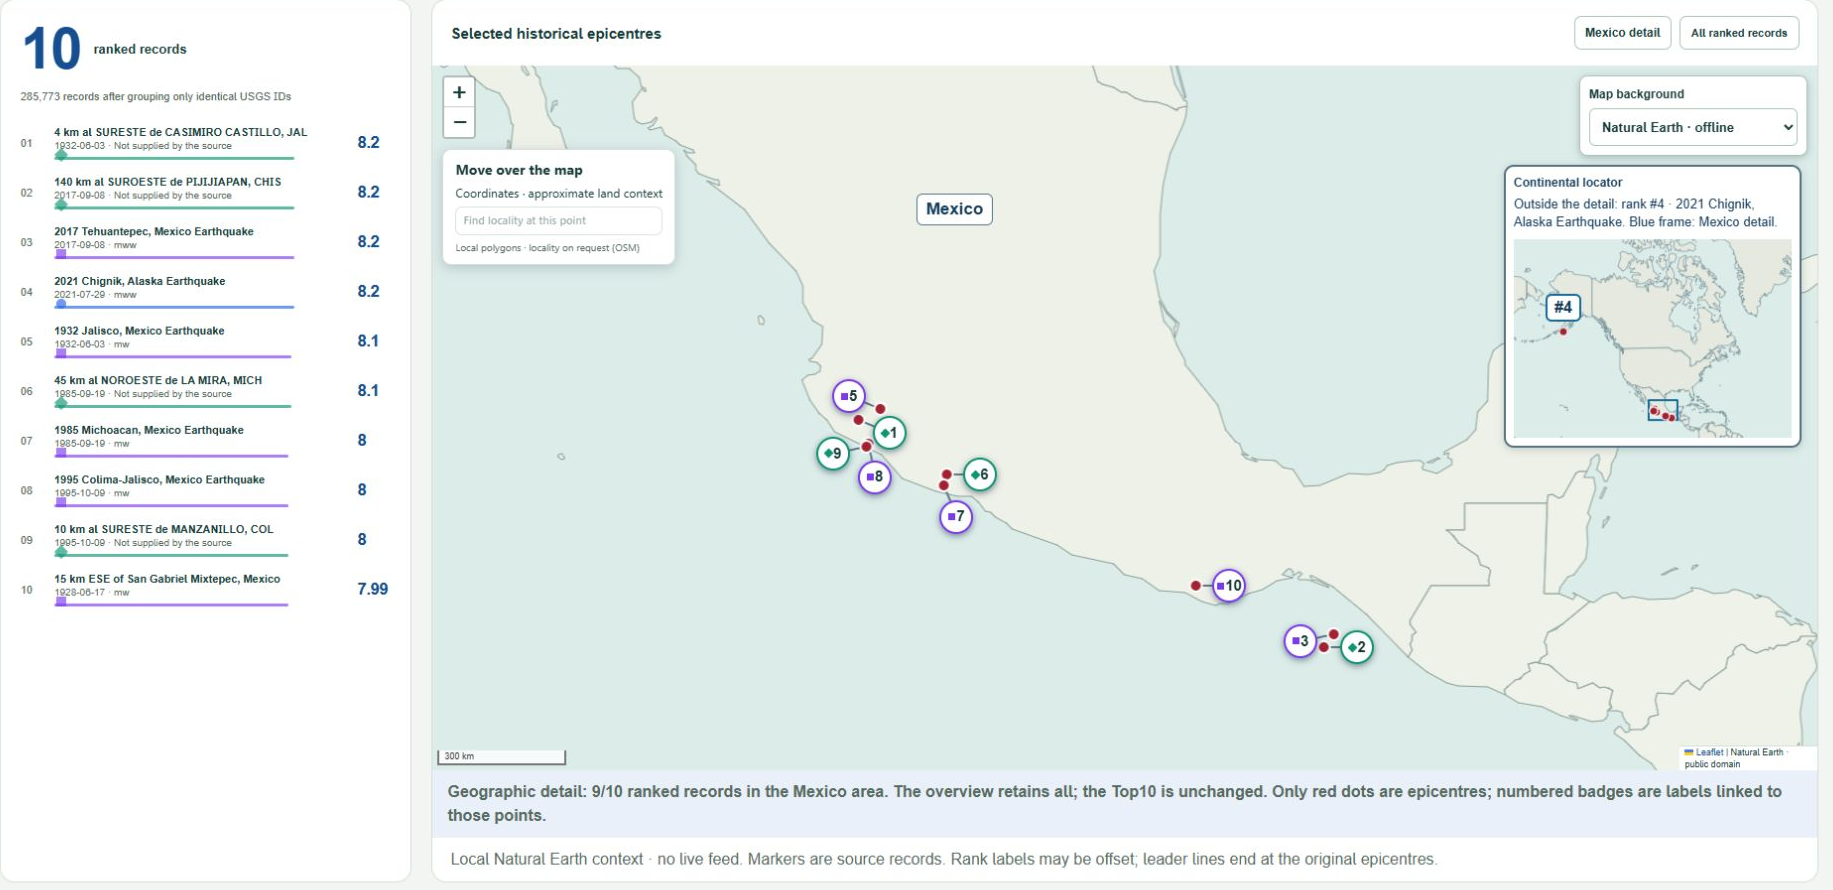 10 ranked records
285,773 records after grouping only identical USGS IDs
01
4 km al SURESTE de CASIMIRO CASTILLO, JAL
1932-06-03 · Not supplied by the source
8.2
02
140 km al SUROESTE de PIJIJIAPAN, CHIS
2017-09-08 · Not supplied by the source
8.2
03
2017 Tehuantepec, Mexico Earthquake
2017-09-08 · mww
8.2
04
2021 Chignik, Alaska Earthquake
2021-07-29 · mww
8.2
05
1932 Jalisco, Mexico Earthquake
1932-06-03 · mw
8.1
06
45 km al NOROESTE de LA MIRA, MICH
1985-09-19 · Not supplied by the source
8.1
07
1985 Michoacan, Mexico Earthquake
1985-09-19 · mw
8
08
1995 Colima-Jalisco, Mexico Earthquake
1995-10-09 · mw
8
09
10 km al SURESTE de MANZANILLO, COL
1995-10-09 · Not supplied by the source
8
10
15 km ESE of San Gabriel Mixtepec, Mexico
1928-06-17 · mw
7.99
Selected historical epicentres
Mexico detail
All ranked records
+
−
Move over the map
Coordinates · approximate land context
Find locality at this point
Local polygons · locality on request (OSM)
Mexico
Map background
Natural Earth · offline
Continental locator
Outside the detail: rank #4 · 2021 Chignik,
Alaska Earthquake. Blue frame: Mexico detail.
#4
5
1
9
8
6
7
10
3
2
300 km
Leaflet | Natural Earth ·
public domain
Geographic detail: 9/10 ranked records in the Mexico area. The overview retains all; the Top10 is unchanged. Only red dots are epicentres; numbered badges are labels linked to
those points.
Local Natural Earth context · no live feed. Markers are source records. Rank labels may be offset; leader lines end at the original epicentres.